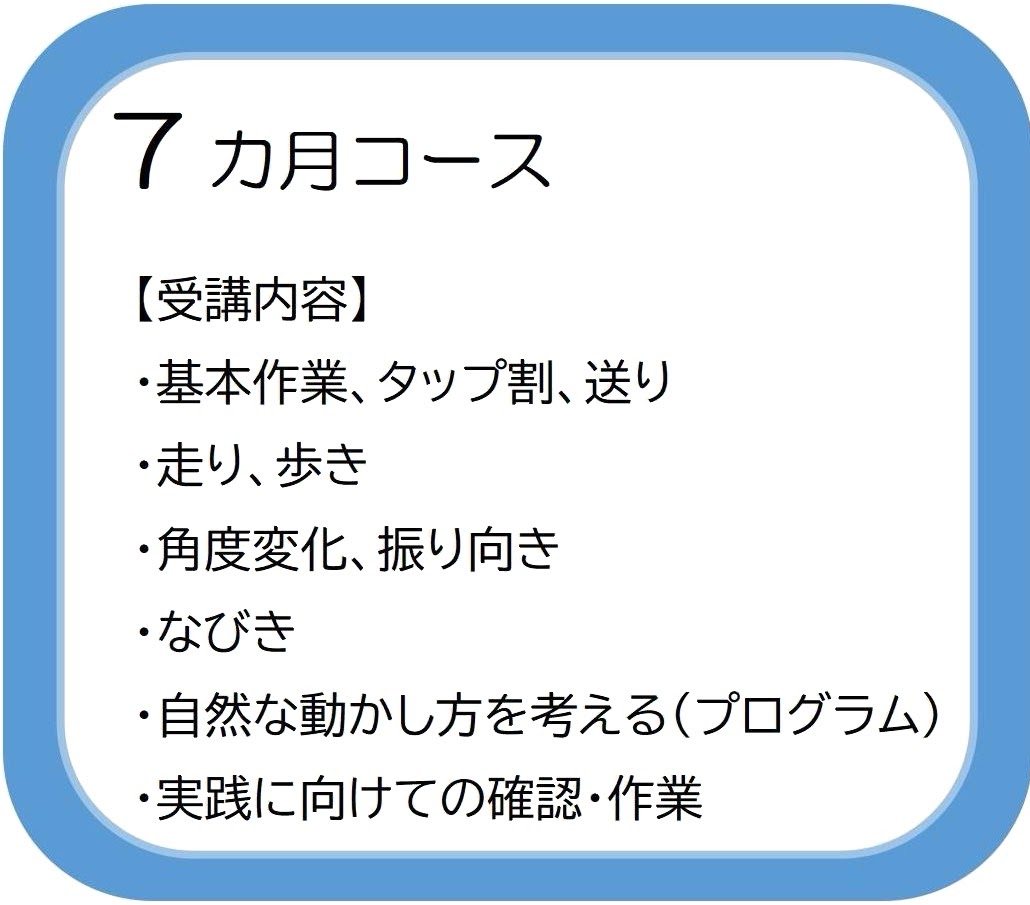 7カ月コース
【受講内容】
・基本作業、タップ割、送り
・走り、歩き
・角度変化、振り向き
・なびき
・自然な動かし方を考える(プログラム)
・実践に向けての確認・作業